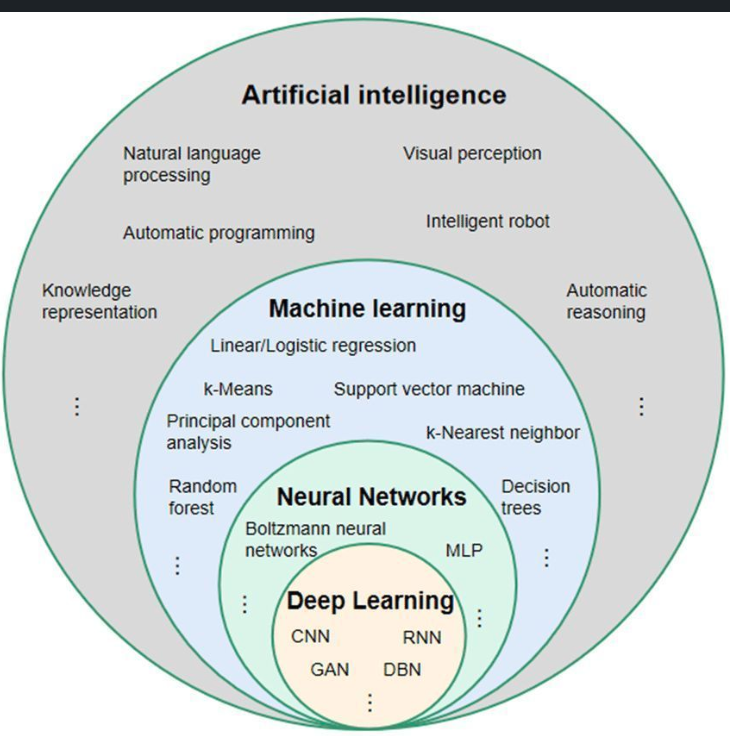 Artificial intelligence
Natural language
processing
Visual perception
Automatic programming
Intelligent robot
Knowledge
representation
Automatic
reasoning
Machine learning
Linear/Logistic regression
k-Means
Support vector machine
Principal component
analysis
k-Nearest neighbor
Random
forest
Decision
trees
Neural Networks
Boltzmann neural
networks
MLP
Deep Learning
CNN
RNN
GAN
DBN